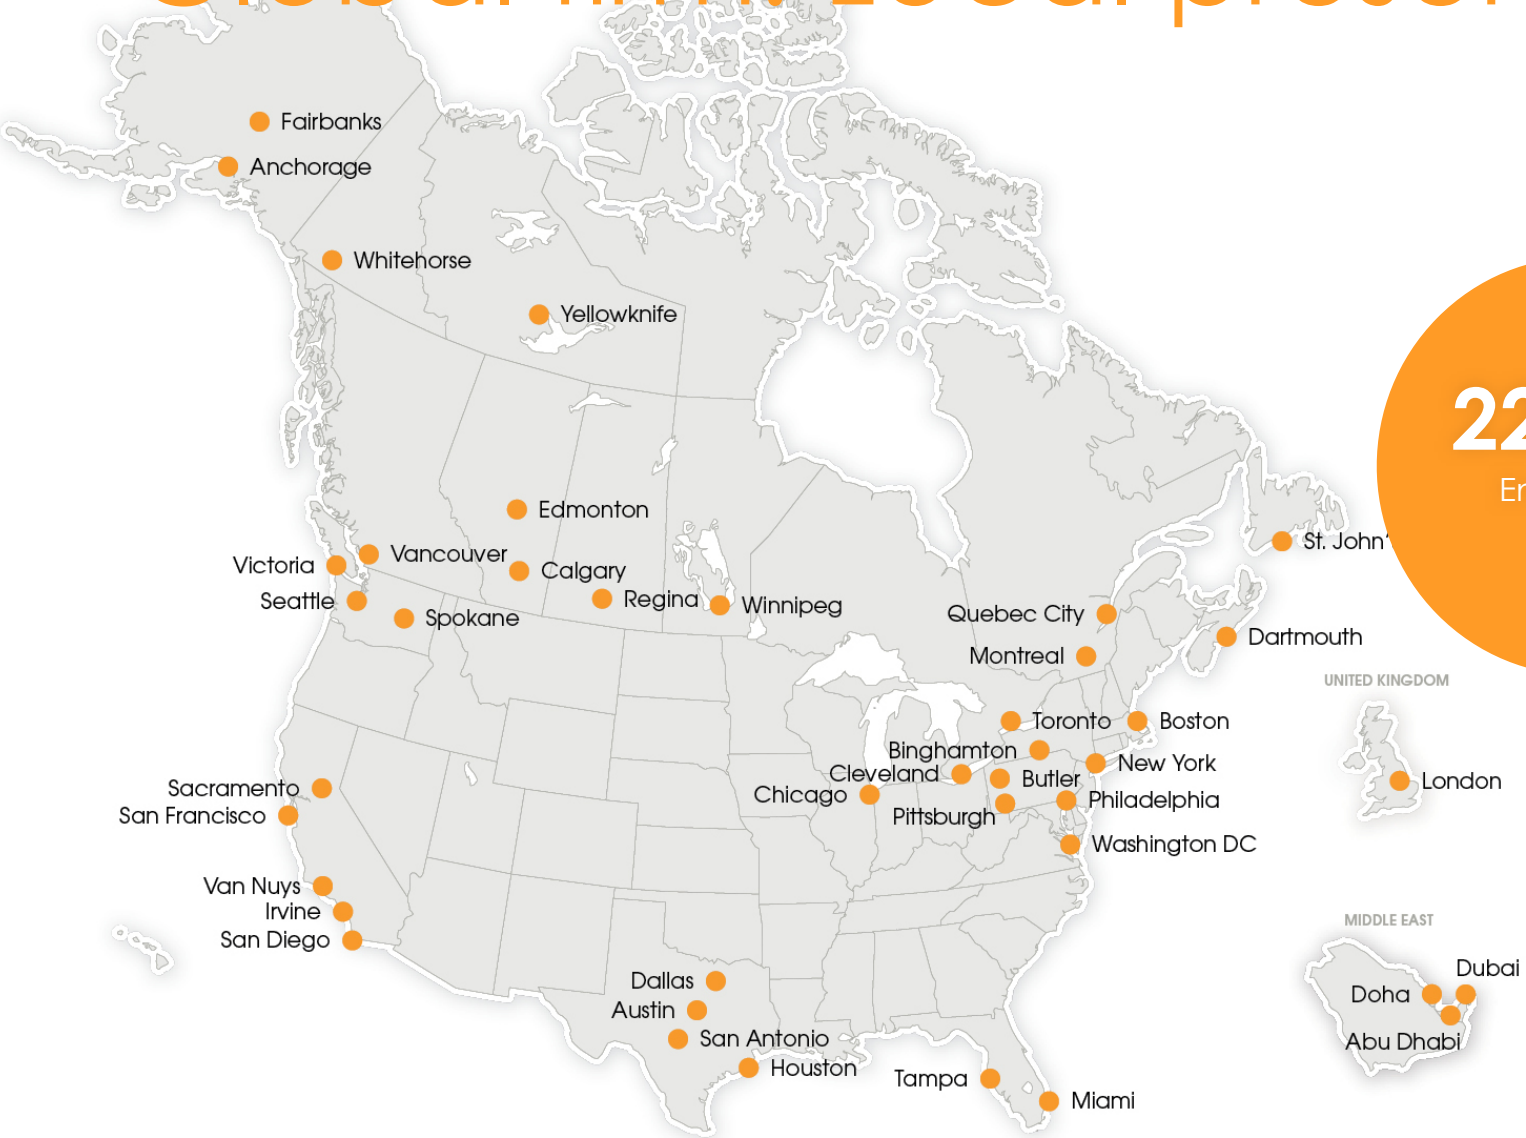 Fairbanks
Anchorage
Whitehorse
Yellowknife
Edmonton
Vancouver
Victoria
Calgary
Seattle
Regina
Winnipeg
Spokane
Quebec City
Montreal
St. John'
Dartmouth
22
UNITED KINGDOM
London
Toronto
Boston
Binghamton
New York
Cleveland
Butler
Chicago
Philadelphia
Pittsburgh
Washington DC
Sacramento
San Francisco
Van Nuys
Irvine
San Diego
MIDDLE EAST
Dubai
Doha
Abu Dhabi
Dallas
Austin
San Antonio
Houston
Tampa
Miami